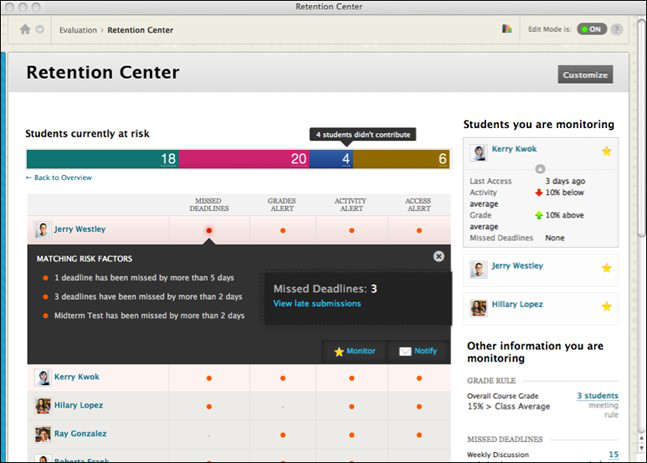 Retention Center
Evaluation › Retention Center
Edit Mode is: ON ?
Retention Center
Customize
4 students didn't contribute
Students currently at risk
18 20 4 6
← Back to Overview
MISSED DEADLINES
GRADES ALERT
ACTIVITY ALERT
ACCESS ALERT
Jerry Westley
MATCHING RISK FACTORS
1 deadline has been missed by more than 5 days
3 deadlines have been missed by more than 2 days
Midterm Test has been missed by more than 2 days
Missed Deadlines: 3
View late submissions
Monitor
Notify
Kerry Kwok
Hilary Lopez
Ray Gonzalez
Roberta Frank
Students you are monitoring
Kerry Kwok
Last Access 3 days ago
Activity 10% below
average
Grade 10% above
average
Missed Deadlines None
Jerry Westley
Hillary Lopez
Other information you are
monitoring
GRADE RULE
Overall Course Grade 3 students
15% > Class Average meeting
rule
MISSED DEADLINES
Weekly Discussion 15